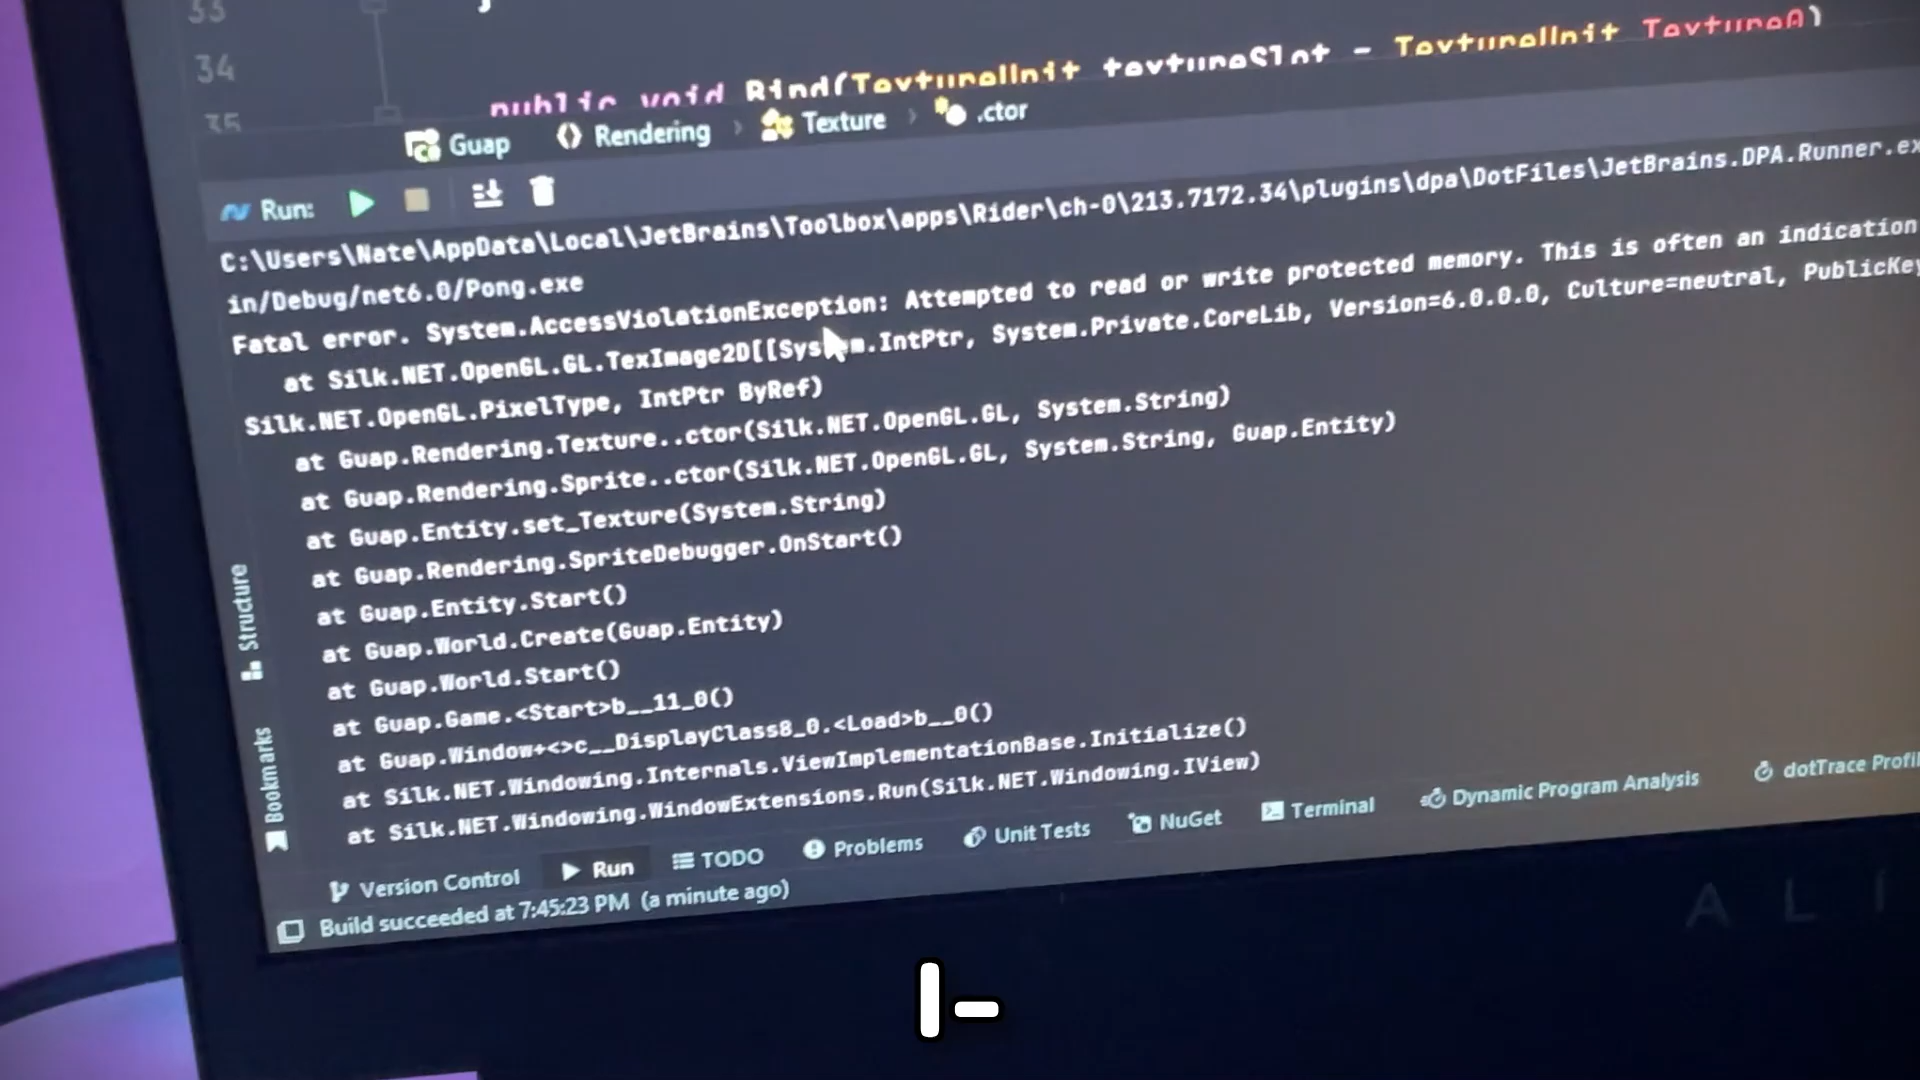 33
34
public void Bind(TextureUnit textureSlot = TextureUnit.Texture0)
35
Guap Rendering Texture .ctor
Run:
C:\Users\Nate\AppData\Local\JetBrains\Toolbox\apps\Rider\ch-0\213.7172.34\plugins\dpa\DotFiles\JetBrains.DPA.Runner.ex
in/Debug/net6.0/Pong.exe
Fatal error. System.AccessViolationException: Attempted to read or write protected memory. This is often an indication
at Silk.NET.OpenGL.GL.TexImage2D[[System.IntPtr, System.Private.CoreLib, Version=6.0.0.0, Culture=neutral, PublicKey
Silk.NET.OpenGL.PixelType, IntPtr ByRef)
at Guap.Rendering.Texture..ctor(Silk.NET.OpenGL.GL, System.String)
at Guap.Rendering.Sprite..ctor(Silk.NET.OpenGL.GL, System.String, Guap.Entity)
at Guap.Entity.set_Texture(System.String)
at Guap.Rendering.SpriteDebugger.OnStart()
at Guap.Entity.Start()
at Guap.World.Create(Guap.Entity)
at Guap.World.Start()
at Guap.Game.<Start>b__11_0()
at Guap.Window+<>c__DisplayClass8_0.<Load>b__0()
at Silk.NET.Windowing.Internals.ViewImplementationBase.Initialize()
at Silk.NET.Windowing.WindowExtensions.Run(Silk.NET.Windowing.IView)
Structure
Bookmarks
Version Control Run TODO Problems Unit Tests NuGet Terminal Dynamic Program Analysis dotTrace Profil
Build succeeded at 7:45:23 PM (a minute ago)
ALI
I-